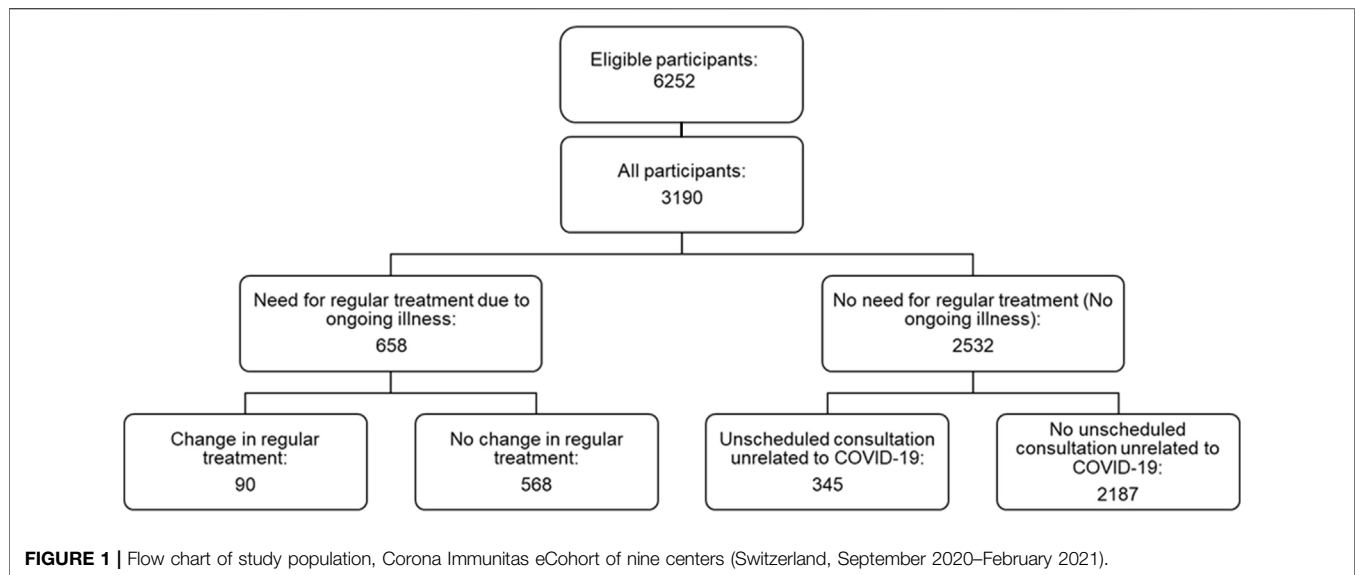 Eligible participants:
6252
All participants:
3190
Need for regular treatment due to
ongoing illness:
658
No need for regular treatment (No
ongoing illness):
2532
Change in regular
treatment:
90
No change in regular
treatment:
568
Unscheduled consultation
unrelated to COVID-19:
345
No unscheduled
consultation unrelated to
COVID-19:
2187
FIGURE 1 | Flow chart of study population, Corona Immunitas eCohort of nine centers (Switzerland, September 2020–February 2021).